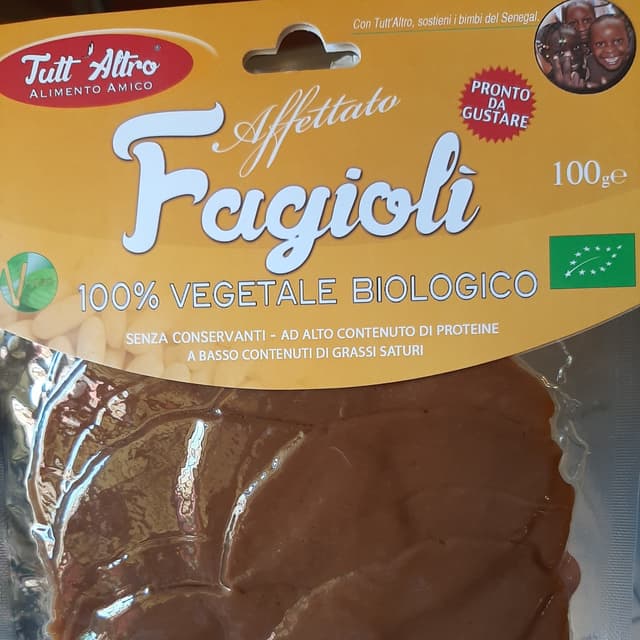 Con Tutt'Altro, sostieni i bimbi del Senegal.
Tutt'Altro®
ALIMENTO AMICO
PRONTO
DA
GUSTARE
Affettato
Fagiolì
100g℮
100% VEGETALE BIOLOGICO
SENZA CONSERVANTI - AD ALTO CONTENUTO DI PROTEINE
A BASSO CONTENUTI DI GRASSI SATURI